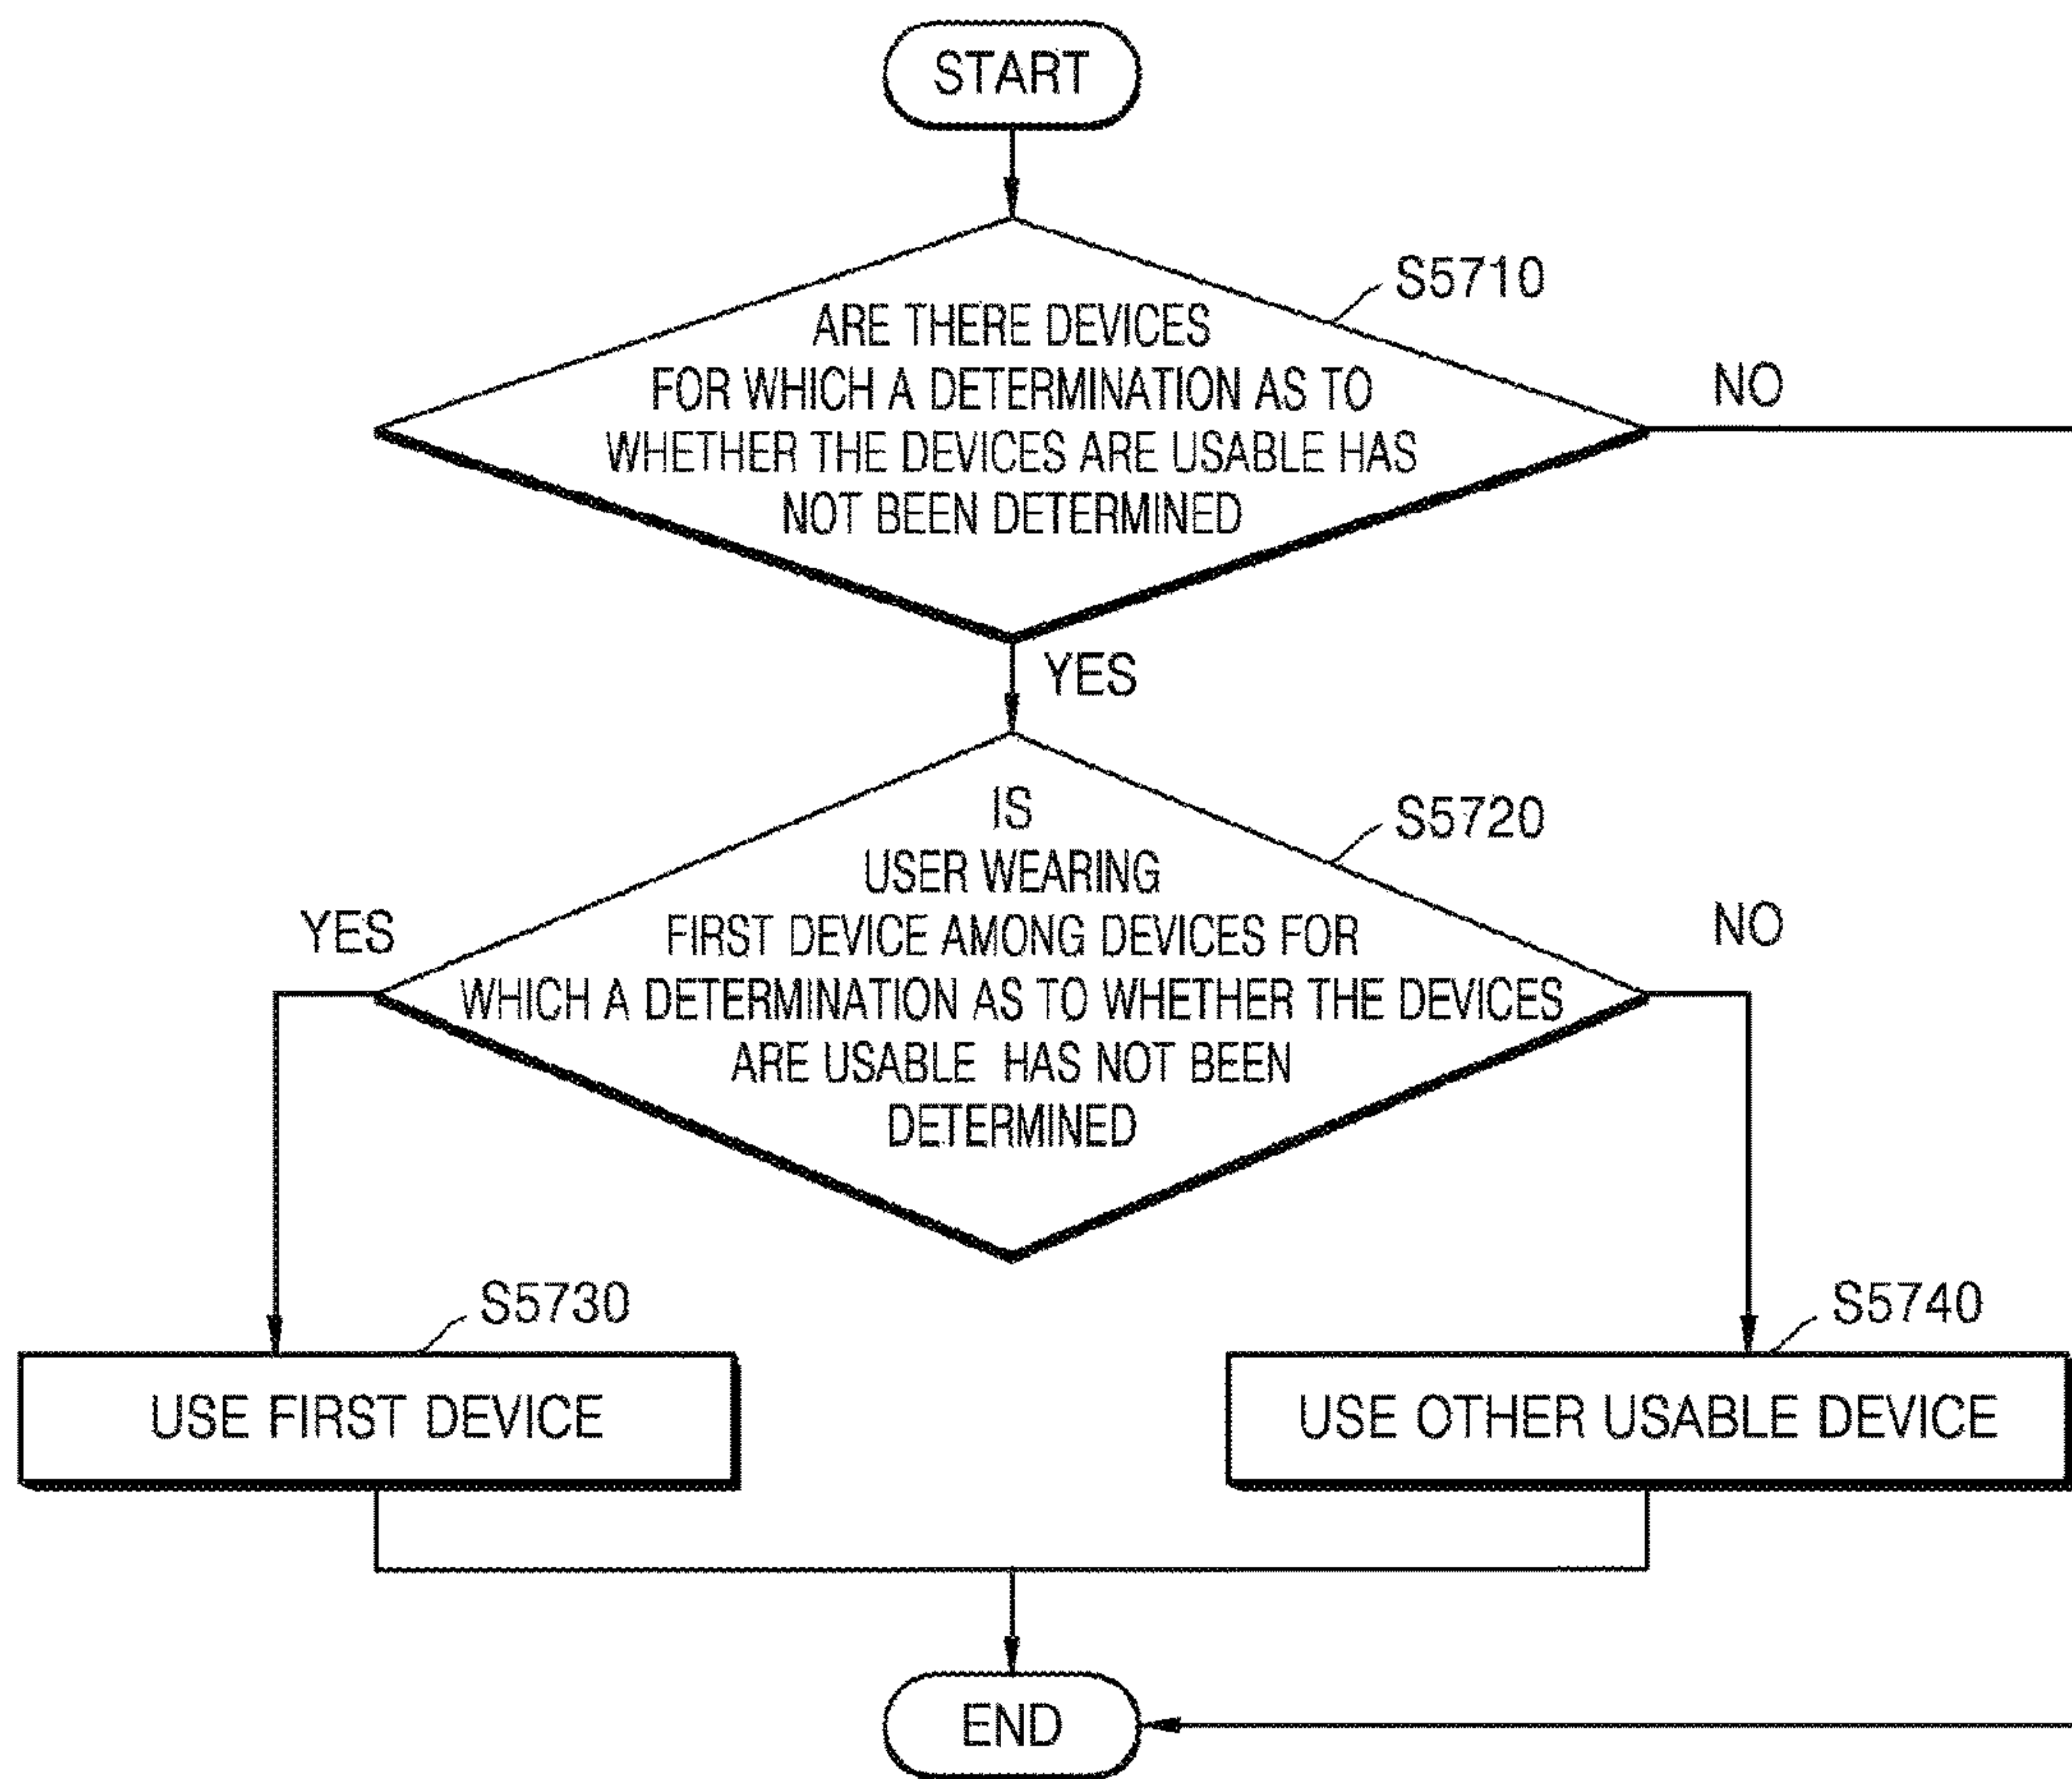 START
S5710
ARE THERE DEVICES
FOR WHICH A DETERMINATION AS TO
WHETHER THE DEVICES ARE USABLE HAS
NOT BEEN DETERMINED
NO
YES
S5720
IS
USER WEARING
FIRST DEVICE AMONG DEVICES FOR
WHICH A DETERMINATION AS TO WHETHER THE DEVICES
ARE USABLE HAS NOT BEEN
DETERMINED
YES
NO
S5730
USE FIRST DEVICE
S5740
USE OTHER USABLE DEVICE
END